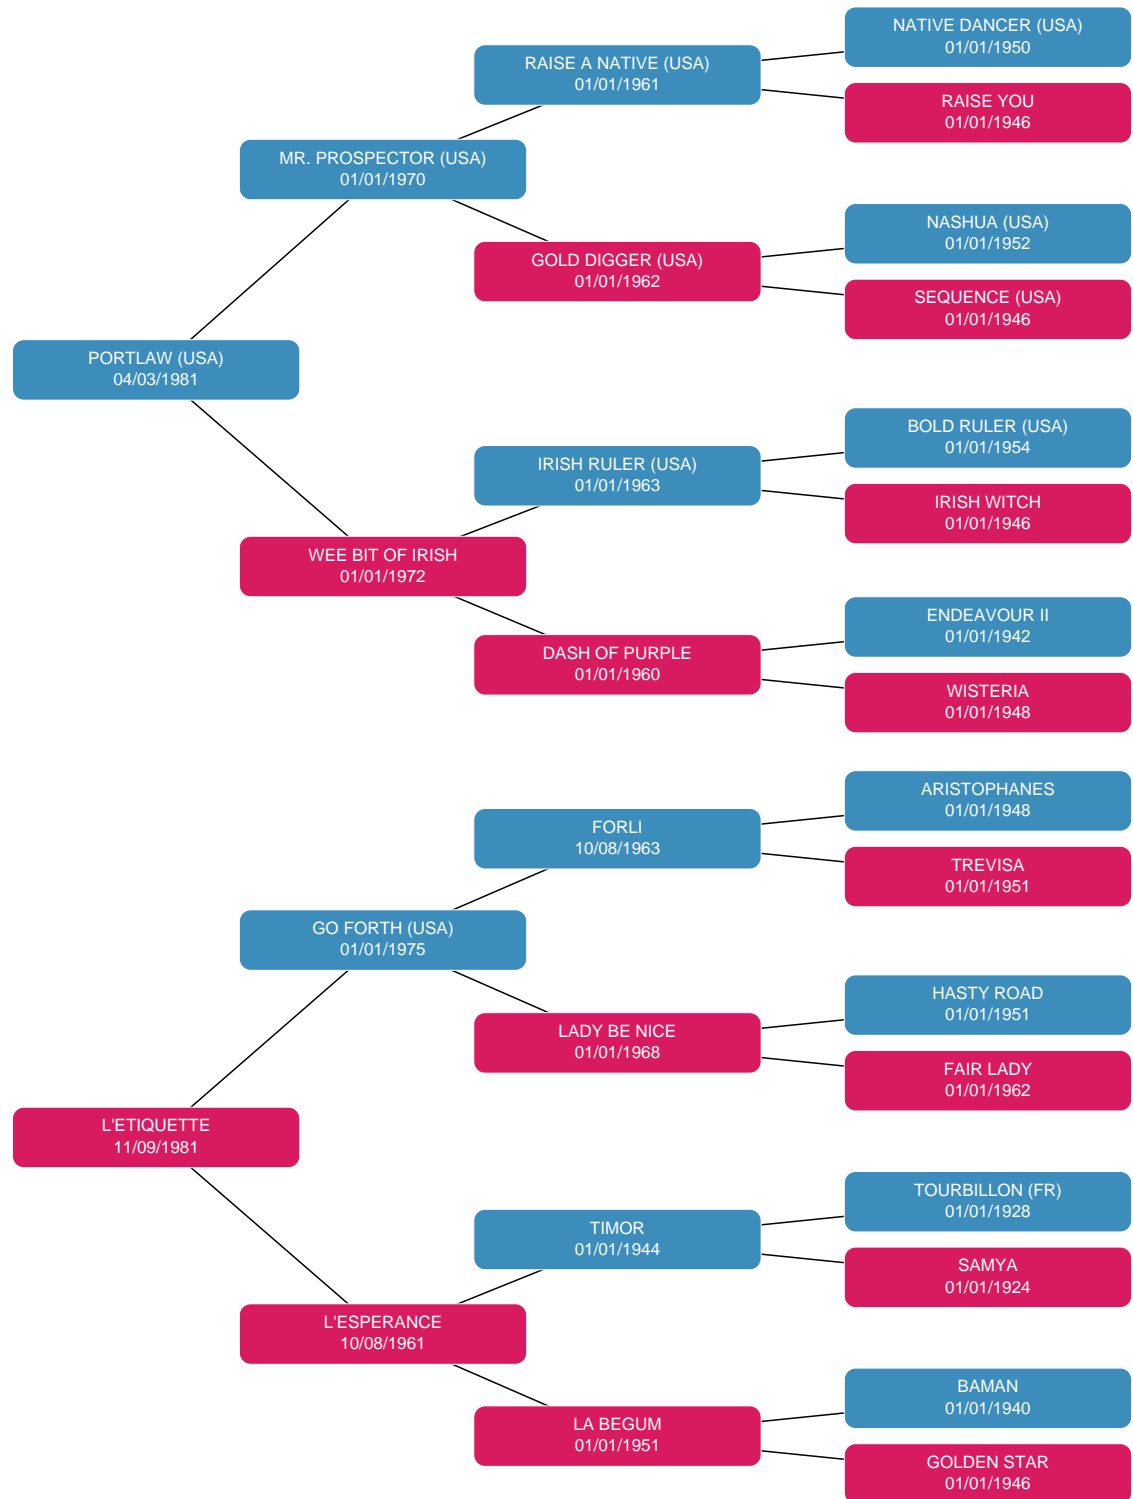 NATIVE DANCER (USA)
01/01/1950
RAISE A NATIVE (USA)
01/01/1961
RAISE YOU
01/01/1946
MR. PROSPECTOR (USA)
01/01/1970
NASHUA (USA)
01/01/1952
GOLD DIGGER (USA)
01/01/1962
SEQUENCE (USA)
01/01/1946
PORTLAW (USA)
04/03/1981
BOLD RULER (USA)
01/01/1954
IRISH RULER (USA)
01/01/1963
IRISH WITCH
01/01/1946
WEE BIT OF IRISH
01/01/1972
ENDEAVOUR II
01/01/1942
DASH OF PURPLE
01/01/1960
WISTERIA
01/01/1948
ARISTOPHANES
01/01/1948
FORLI
10/08/1963
TREVISA
01/01/1951
GO FORTH (USA)
01/01/1975
HASTY ROAD
01/01/1951
LADY BE NICE
01/01/1968
FAIR LADY
01/01/1962
L'ETIQUETTE
11/09/1981
TOURBILLON (FR)
01/01/1928
TIMOR
01/01/1944
SAMYA
01/01/1924
L'ESPERANCE
10/08/1961
BAMAN
01/01/1940
LA BEGUM
01/01/1951
GOLDEN STAR
01/01/1946